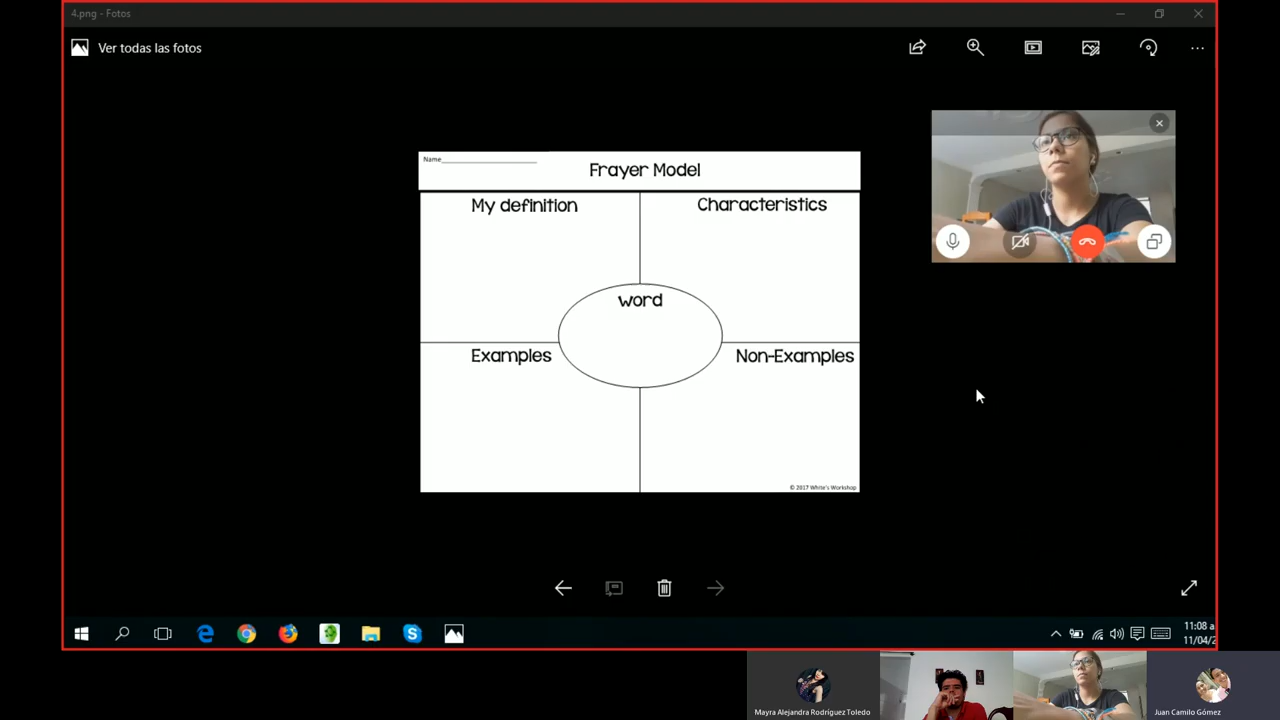 4.png - Fotos
Ver todas las fotos
Name
Frayer Model
My definition
Characteristics
word
Examples
Non-Examples
© 2017 White's Workshop
11:08 a
11/04/2
Mayra Alejandra Rodríguez Toledo
Juan Camilo Gómez